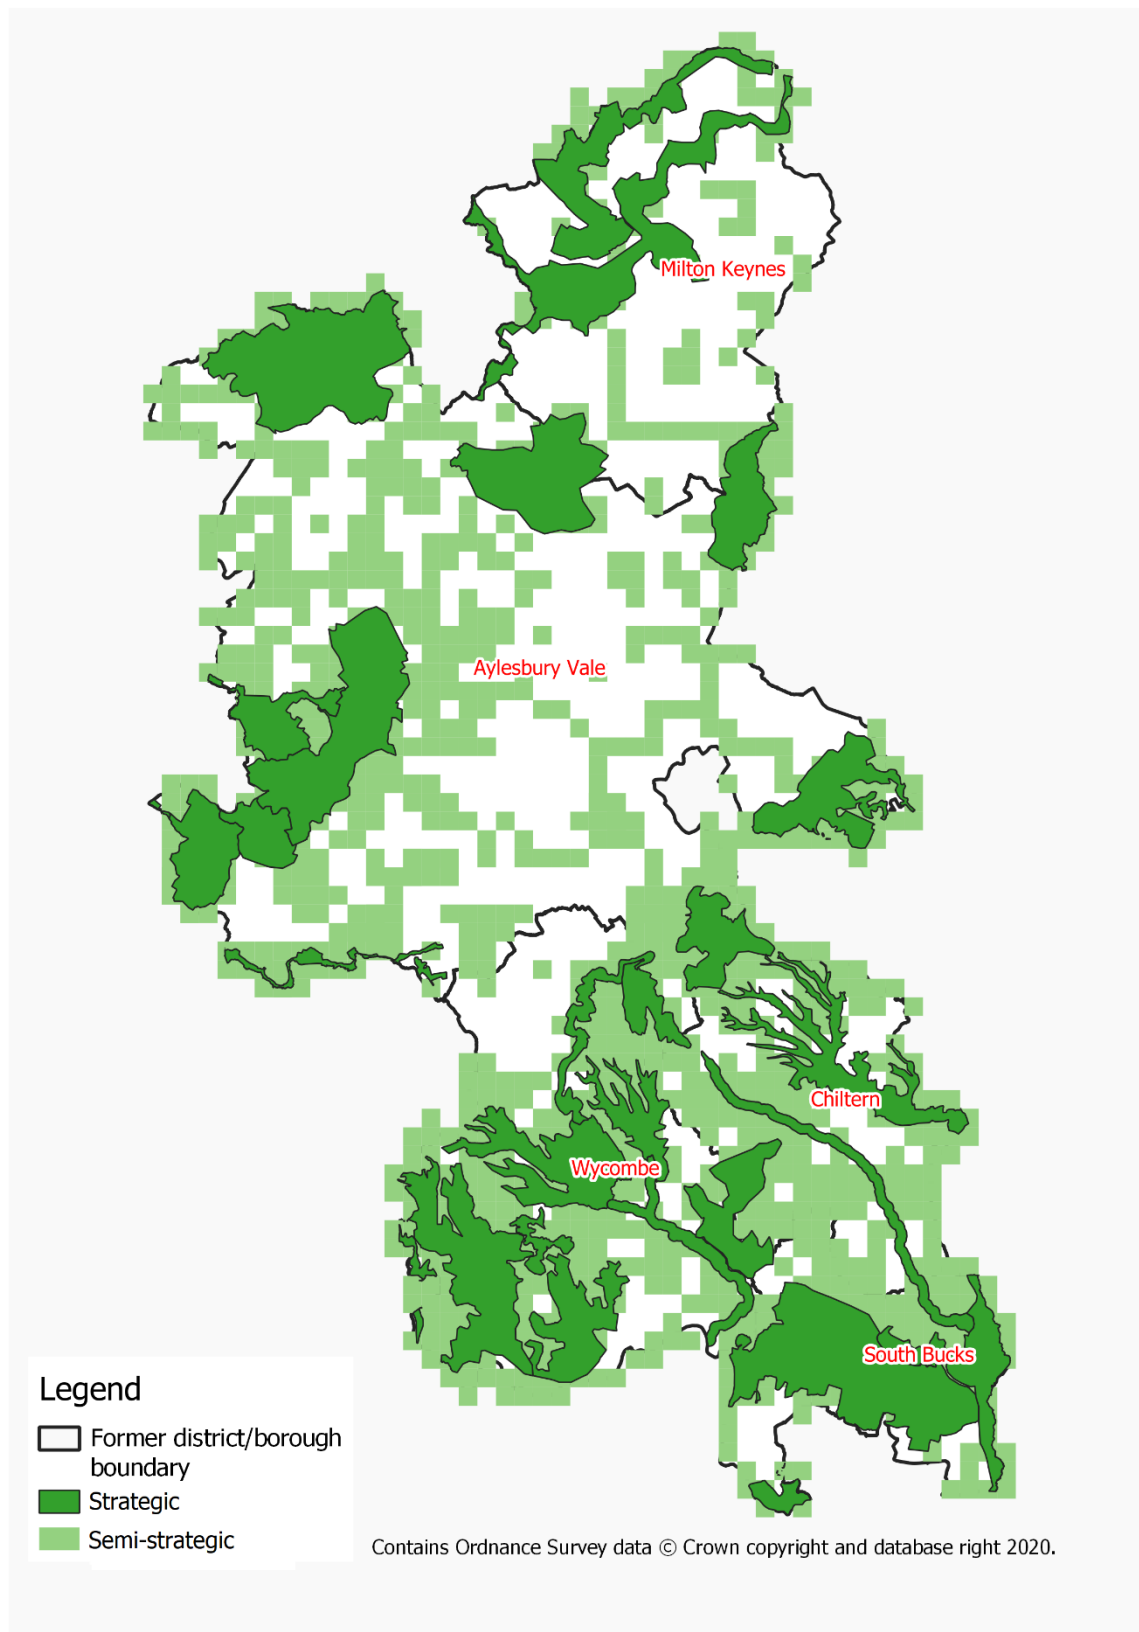 Milton Keynes
Aylesbury Vale
Chiltern
Wycombe
South Bucks
Legend
Former district/borough
boundary
Strategic
Semi-strategic
Contains Ordnance Survey data © Crown copyright and database right 2020.